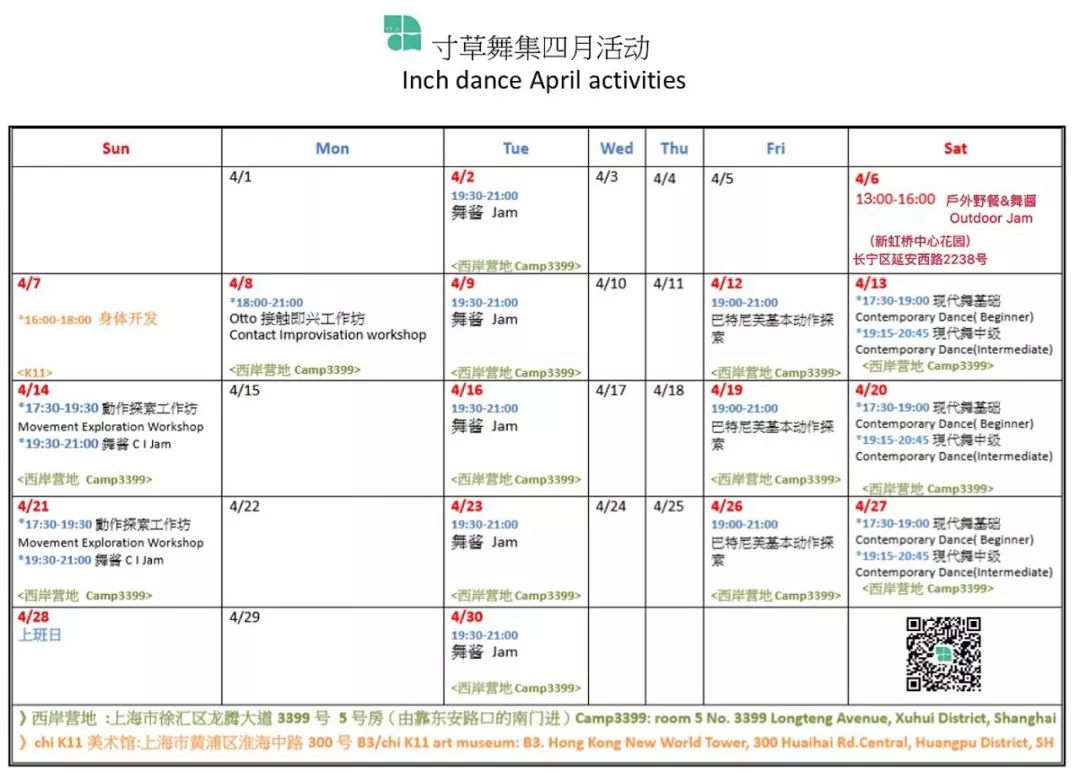 寸草舞集四月活动
Inch dance April activities
Sun Mon Tue Wed Thu Fri Sat
4/1
4/2
19:30-21:00
舞酱 Jam
<西岸营地 Camp3399>
4/3
4/4
4/5
4/6
13:00-16:00 戶外野餐&舞醬
Outdoor Jam
(新虹桥中心花园)
长宁区延安西路2238号
4/7
*16:00-18:00 身体开发
<K11>
4/8
*18:00-21:00
Otto 接触即兴工作坊
Contact Improvisation workshop
<西岸营地 Camp3399>
4/9
19:30-21:00
舞酱 Jam
<西岸营地 Camp3399>
4/10
4/11
4/12
19:00-21:00
巴特尼芙基本动作探
索
<西岸营地 Camp3399>
4/13
*17:30-19:00 现代舞基础
Contemporary Dance( Beginner)
*19:15-20:45 現代舞中级
Contemporary Dance(Intermediate)
<西岸营地 Camp3399>
4/14
*17:30-19:30 動作探索工作坊
Movement Exploration Workshop
*19:30-21:00 舞酱 C I Jam
<西岸营地 Camp3399>
4/15
4/16
19:30-21:00
舞酱 Jam
<西岸营地 Camp3399>
4/17
4/18
4/19
19:00-21:00
巴特尼芙基本动作探
索
<西岸营地 Camp3399>
4/20
*17:30-19:00 现代舞基础
Contemporary Dance( Beginner)
*19:15-20:45 現代舞中级
Contemporary Dance(Intermediate)
<西岸营地 Camp3399>
4/21
*17:30-19:30 動作探索工作坊
Movement Exploration Workshop
*19:30-21:00 舞酱 C I Jam
<西岸营地 Camp3399>
4/22
4/23
19:30-21:00
舞酱 Jam
<西岸营地 Camp3399>
4/24
4/25
4/26
19:00-21:00
巴特尼芙基本动作探
索
<西岸营地 Camp3399>
4/27
*17:30-19:00 现代舞基础
Contemporary Dance( Beginner)
*19:15-20:45 現代舞中级
Contemporary Dance(Intermediate)
<西岸营地 Camp3399>
4/28
上班日
4/29
4/30
19:30-21:00
舞酱 Jam
<西岸营地 Camp3399>
》西岸营地 :上海市徐汇区龙腾大道 3399 号 5 号房（由靠东安路口的南门进）Camp3399: room 5 No. 3399 Longteng Avenue, Xuhui District, Shanghai
》chi K11 美术馆:上海市黄浦区淮海中路 300 号 B3/chi K11 art museum: B3. Hong Kong New World Tower, 300 Huaihai Rd.Central, Huangpu District, SH